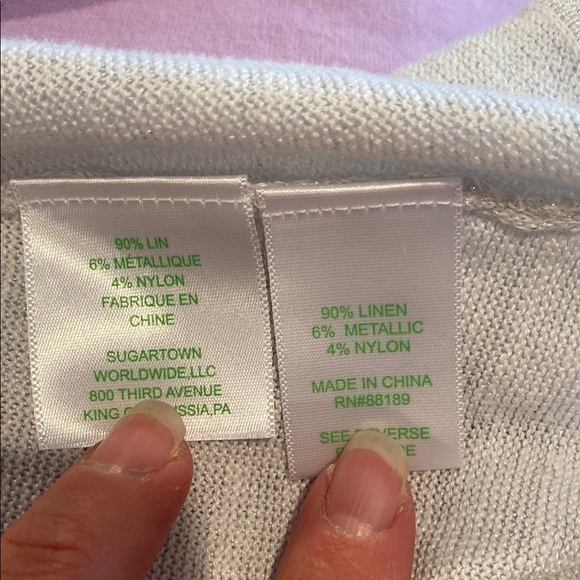 90% LIN
6% MÉTALLIQUE
4% NYLON
FABRIQUE EN
CHINE
SUGARTOWN
WORLDWIDE,LLC
800 THIRD AVENUE
KING PA
90% LINEN
6% METALLIC
4% NYLON
MADE IN CHINA
RN#88189
SEE